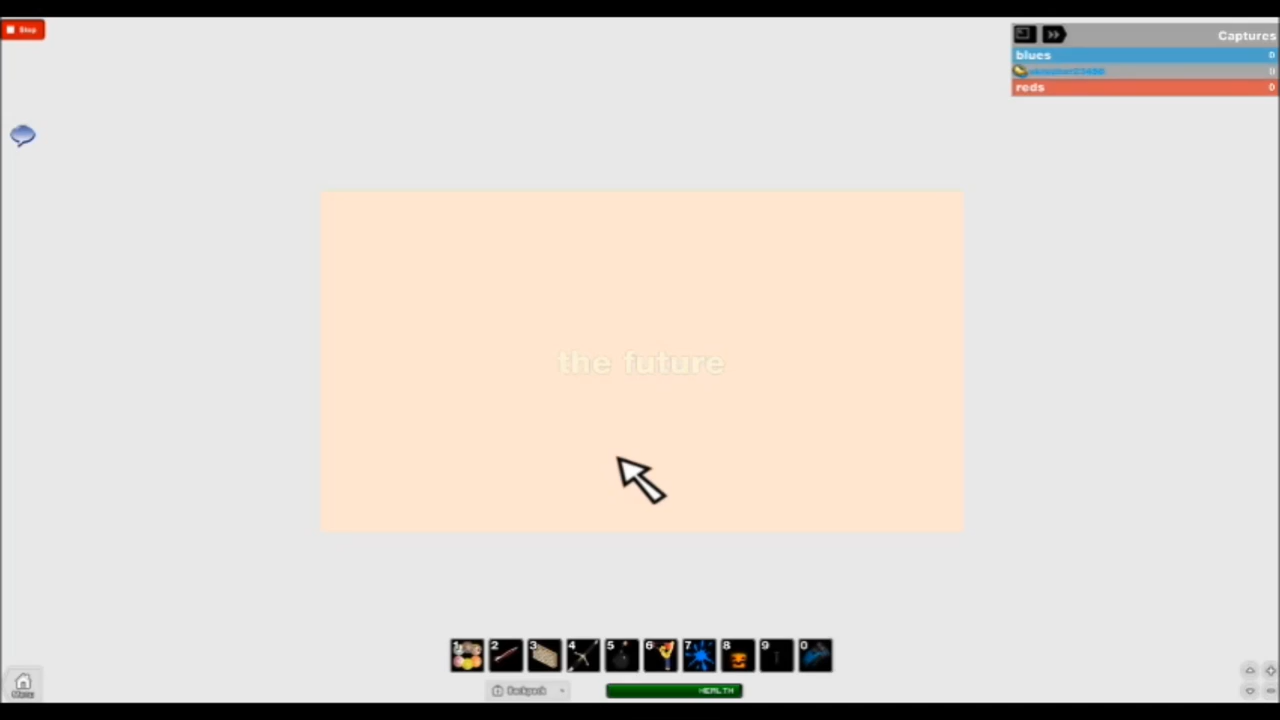 Stop
Captures
blues 0
0
reds 0
the future
1 2 3 4 5 6 7 8 9 0
Backpack
HEALTH